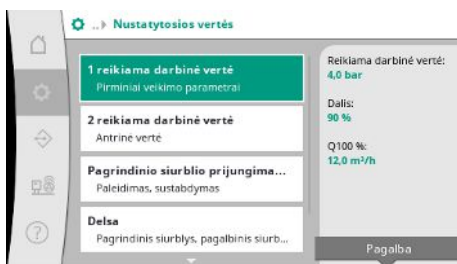 ..▸ Nustatytosios vertės
1 reikiama darbinė vertė
Pirminiai veikimo parametrai
2 reikiama darbinė vertė
Antrinė vertė
Pagrindinio siurblio prijungima...
Paleidimas, sustabdymas
Delsa
Pagrindinis siurblys, pagalbinis siurb...
Reikiama darbinė vertė:
4,0 bar
Dalis:
90 %
Q100 %:
12,0 m³/h
Pagalba